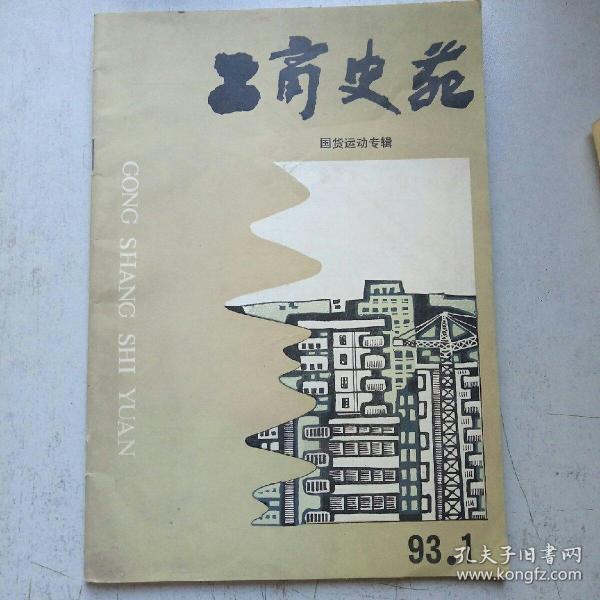 工商史苑
国货运动专辑
GONG SHANG SHI YUAN
93.1
孔夫子旧书网
www.kongfz.com